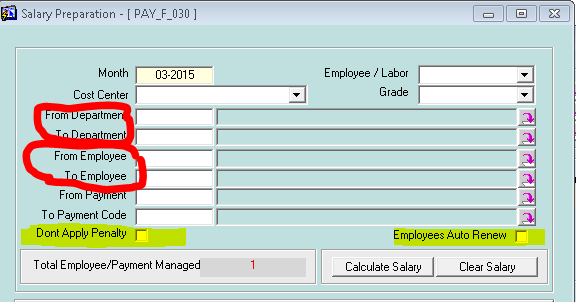 Salary Preparation - [ PAY_F_030 ]
Month 03-2015 Employee / Labor
Cost Center Grade
From Department
To Department
From Employee
To Employee
From Payment
To Payment Code
Dont Apply Penalty Employees Auto Renew
Total Employee/Payment Managed 1 Calculate Salary Clear Salary